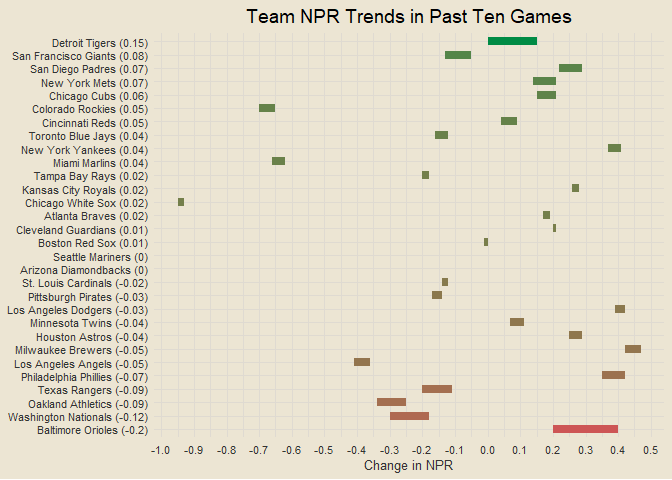 Team NPR Trends in Past Ten Games
Detroit Tigers (0.15)
San Francisco Giants (0.08)
San Diego Padres (0.07)
New York Mets (0.07)
Chicago Cubs (0.06)
Colorado Rockies (0.05)
Cincinnati Reds (0.05)
Toronto Blue Jays (0.04)
New York Yankees (0.04)
Miami Marlins (0.04)
Tampa Bay Rays (0.02)
Kansas City Royals (0.02)
Chicago White Sox (0.02)
Atlanta Braves (0.02)
Cleveland Guardians (0.01)
Boston Red Sox (0.01)
Seattle Mariners (0)
Arizona Diamondbacks (0)
St. Louis Cardinals (-0.02)
Pittsburgh Pirates (-0.03)
Los Angeles Dodgers (-0.03)
Minnesota Twins (-0.04)
Houston Astros (-0.04)
Milwaukee Brewers (-0.05)
Los Angeles Angels (-0.05)
Philadelphia Phillies (-0.07)
Texas Rangers (-0.09)
Oakland Athletics (-0.09)
Washington Nationals (-0.12)
Baltimore Orioles (-0.2)
-1.0 -0.9 -0.8 -0.7 -0.6 -0.5 -0.4 -0.3 -0.2 -0.1 0.0 0.1 0.2 0.3 0.4 0.5
Change in NPR